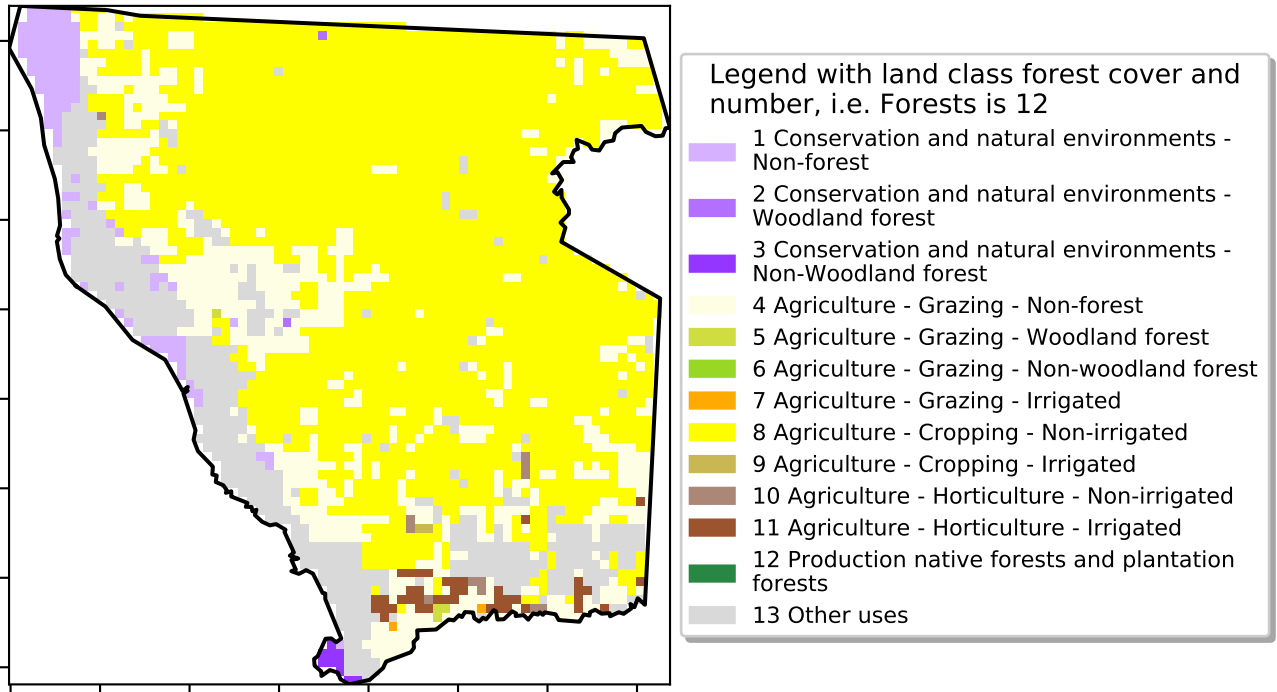 Legend with land class forest cover and
number, i.e. Forests is 12
1 Conservation and natural environments -
Non-forest
2 Conservation and natural environments -
Woodland forest
3 Conservation and natural environments -
Non-Woodland forest
4 Agriculture - Grazing - Non-forest
5 Agriculture - Grazing - Woodland forest
6 Agriculture - Grazing - Non-woodland forest
7 Agriculture - Grazing - Irrigated
8 Agriculture - Cropping - Non-irrigated
9 Agriculture - Cropping - Irrigated
10 Agriculture - Horticulture - Non-irrigated
11 Agriculture - Horticulture - Irrigated
12 Production native forests and plantation
forests
13 Other uses